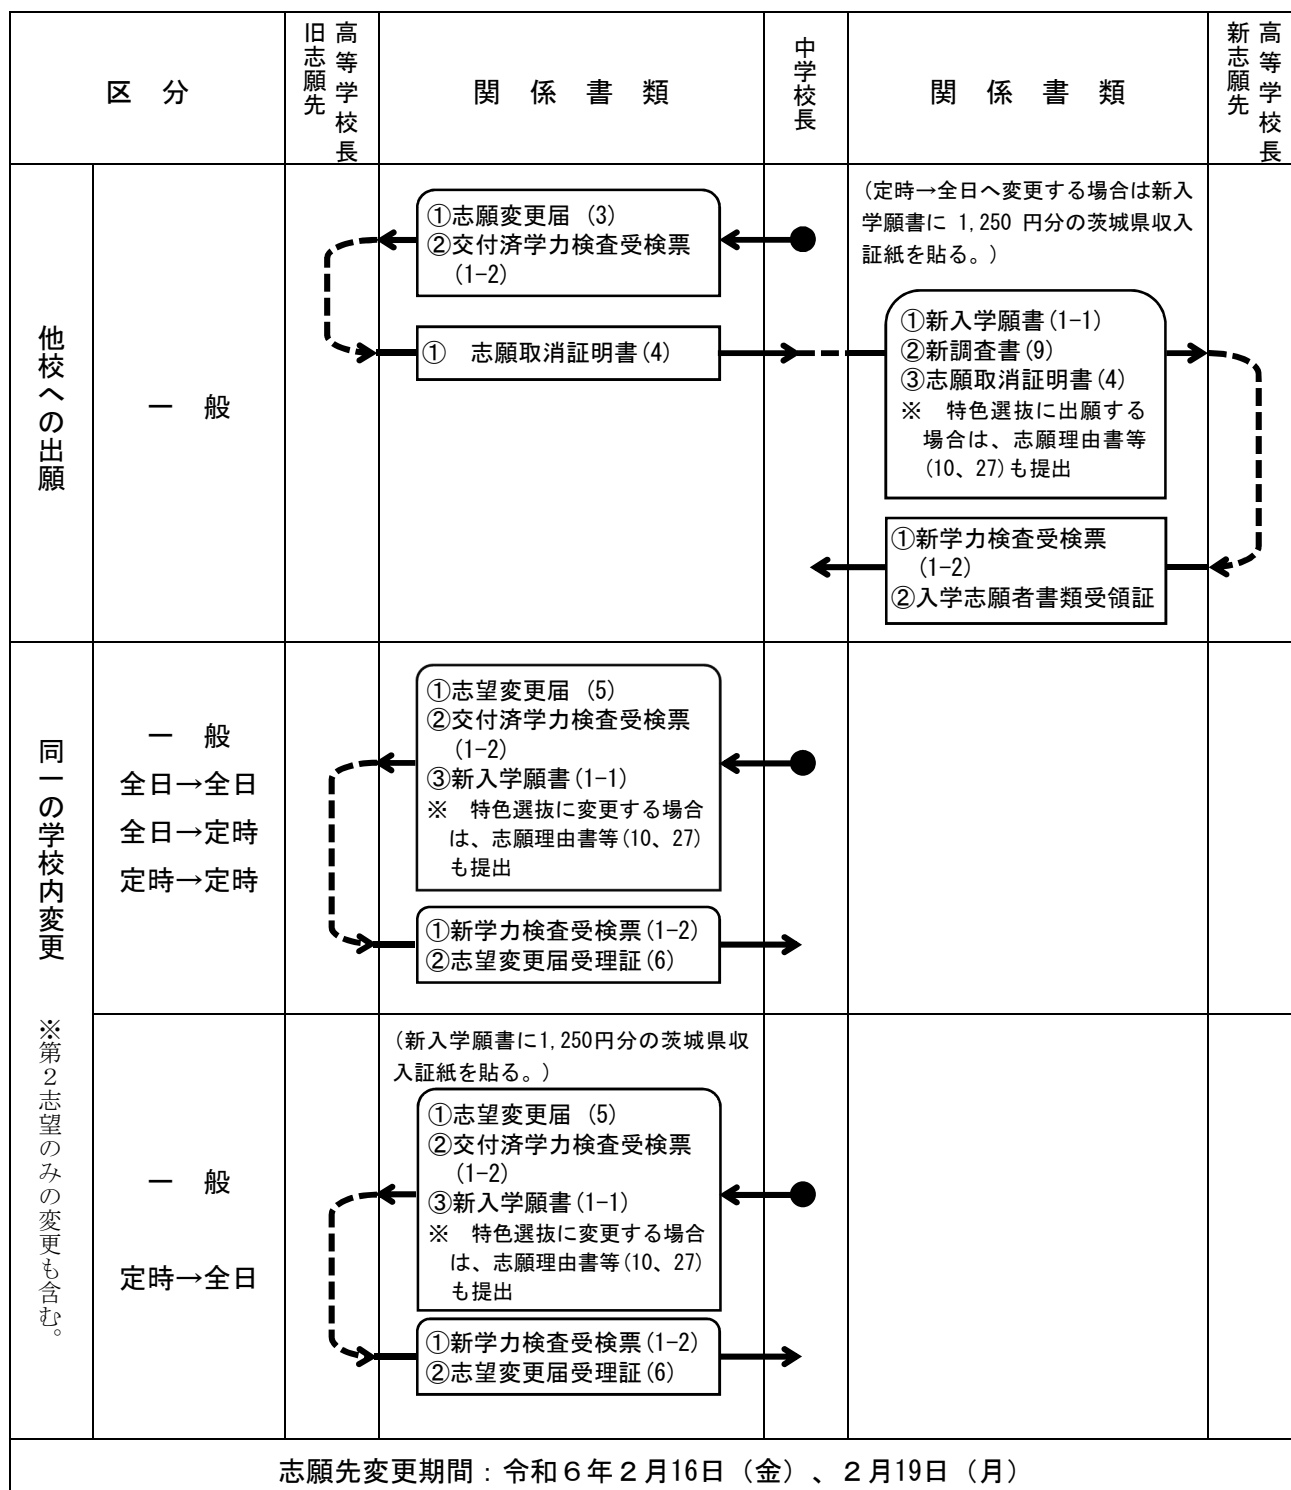 区　分
旧志願先
高等学校長
関　係　書　類
中学校長
関　係　書　類
新志願先
高等学校長
他校への出願
一　般
①志願変更届 (3)
②交付済学力検査受検票
(1-2)
①　志願取消証明書(4)
(定時→全日へ変更する場合は新入
学願書に 1,250 円分の茨城県収入
証紙を貼る。)
①新入学願書(1-1)
②新調査書(9)
③志願取消証明書(4)
※　特色選抜に出願する
場合は、志願理由書等
(10、27)も提出
①新学力検査受検票
(1-2)
②入学志願者書類受領証
同一の学校内変更　※第２志望のみの変更も含む。
一　般
全日→全日
全日→定時
定時→定時
①志望変更届 (5)
②交付済学力検査受検票
(1-2)
③新入学願書(1-1)
※　特色選抜に変更する場合
は、志願理由書等(10、27)
も提出
①新学力検査受検票(1-2)
②志望変更届受理証(6)
一　般
定時→全日
(新入学願書に1,250円分の茨城県収
入証紙を貼る。)
①志望変更届 (5)
②交付済学力検査受検票
(1-2)
③新入学願書(1-1)
※　特色選抜に変更する場合
は、志願理由書等(10、27)
も提出
①新学力検査受検票(1-2)
②志望変更届受理証(6)
志願先変更期間：令和６年２月16日（金）、２月19日（月）